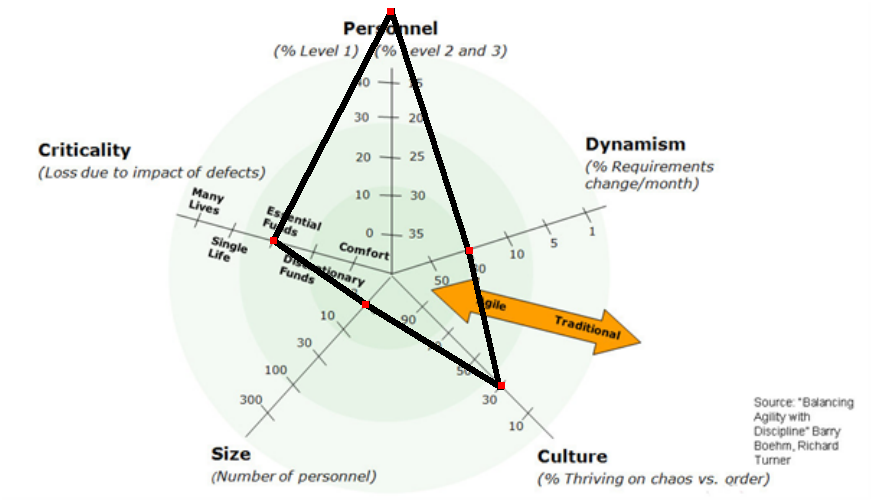 Personnel
(% Level 1) (% Level 2 and 3)
40
30 20
20 25
10 30
0 35
Criticality
(Loss due to impact of defects)
Many
Lives
Single
Life
Essential
Funds
Discretionary
Funds
Comfort
Dynamism
(% Requirements
change/month)
50 30 10 5 1
Agile Traditional
10
30
100
300
Size
(Number of personnel)
90
50
30
10
Culture
(% Thriving on chaos vs. order)
Source: "Balancing
Agility with
Discipline" Barry
Boehm, Richard
Turner